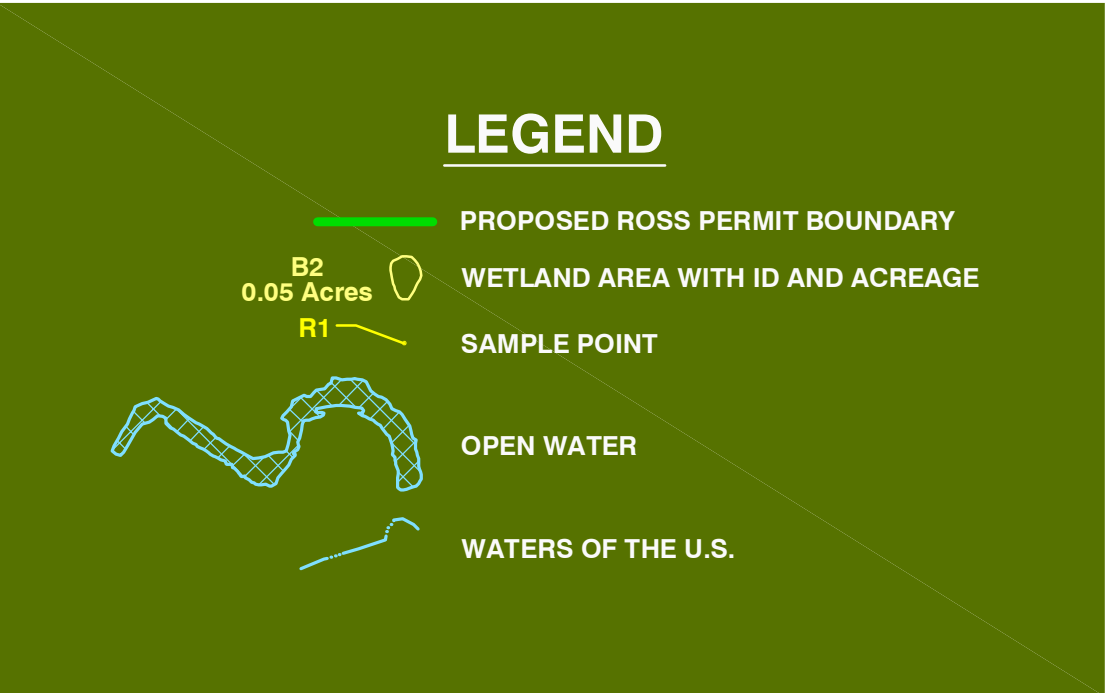 LEGEND
PROPOSED ROSS PERMIT BOUNDARY
B2
0.05 Acres
WETLAND AREA WITH ID AND ACREAGE
R1
SAMPLE POINT
OPEN WATER
WATERS OF THE U.S.